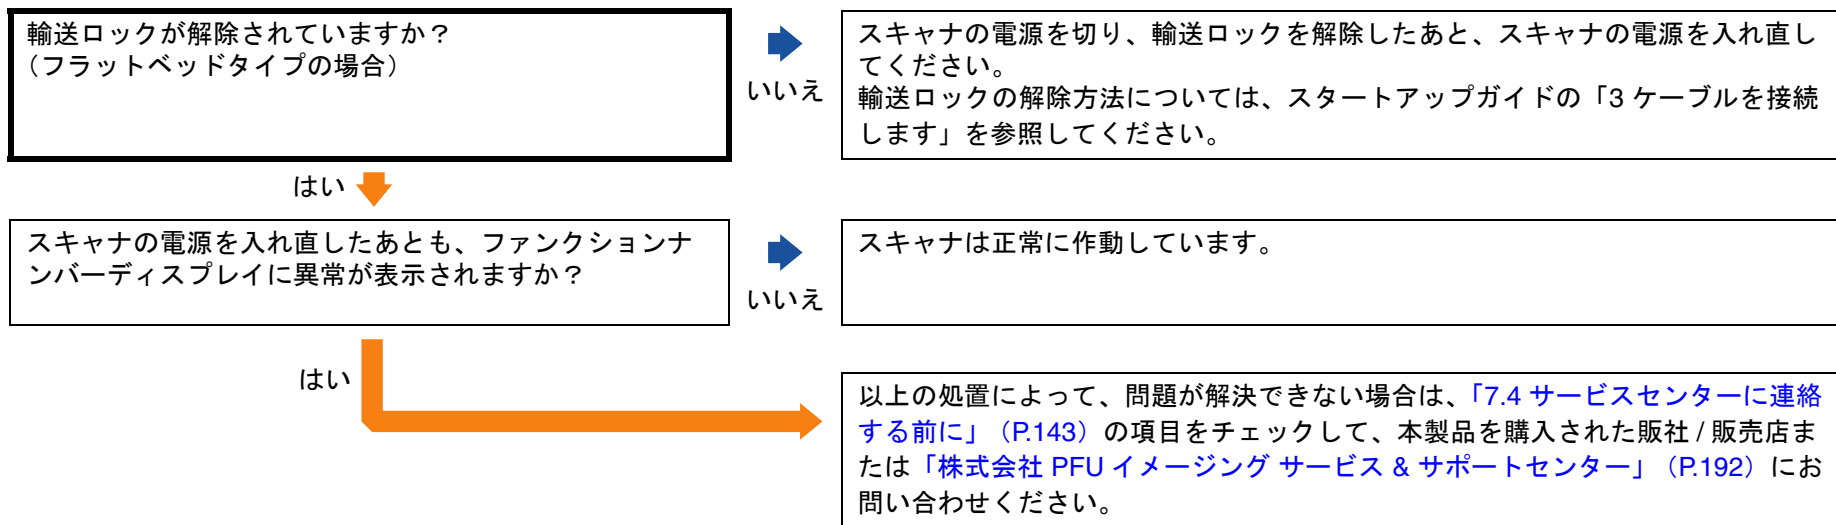 輸送ロックが解除されていますか？
（フラットベッドタイプの場合）
いいえ
スキャナの電源を切り、輸送ロックを解除したあと、スキャナの電源を入れ直し
てください。
輸送ロックの解除方法については、スタートアップガイドの「3 ケーブルを接続
します」を参照してください。
はい
スキャナの電源を入れ直したあとも、ファンクションナ
ンバーディスプレイに異常が表示されますか？
いいえ
スキャナは正常に作動しています。
はい
以上の処置によって、問題が解決できない場合は、「7.4 サービスセンターに連絡
する前に」（P.143）の項目をチェックして、本製品を購入された販社 / 販売店ま
たは「株式会社 PFU イメージング サービス & サポートセンター」（P.192）にお
問い合わせください。